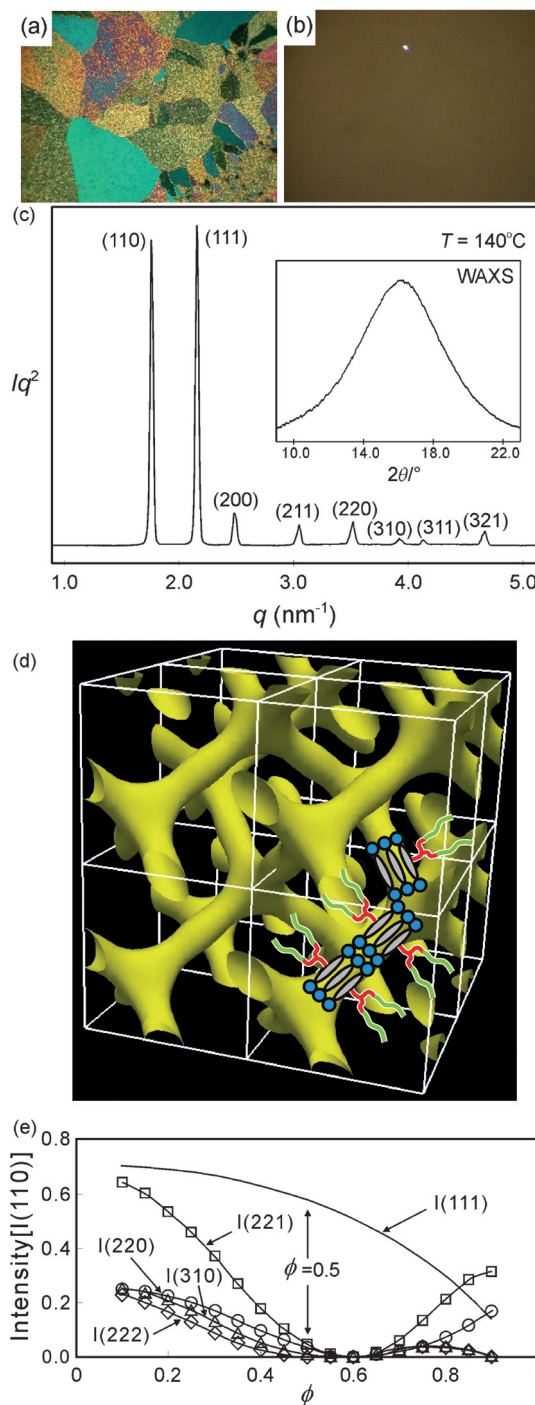 (a)
(b)
(c)
(110)
(111)
T = 140°C
WAXS
Iq²
9.0 14.0 18.0 22.0
2θ/°
(200)
(211)
(220)
(310)
(311)
(321)
1.0 2.0 3.0 4.0 5.0
q (nm⁻¹)
(d)
(e)
0.8
0.6
0.4
0.2
0.0
Intensity[I(110)]
I(111)
I(221)
I(220)
I(310)
I(222)
ϕ=0.5
0 0.2 0.4 0.6 0.8
ϕ